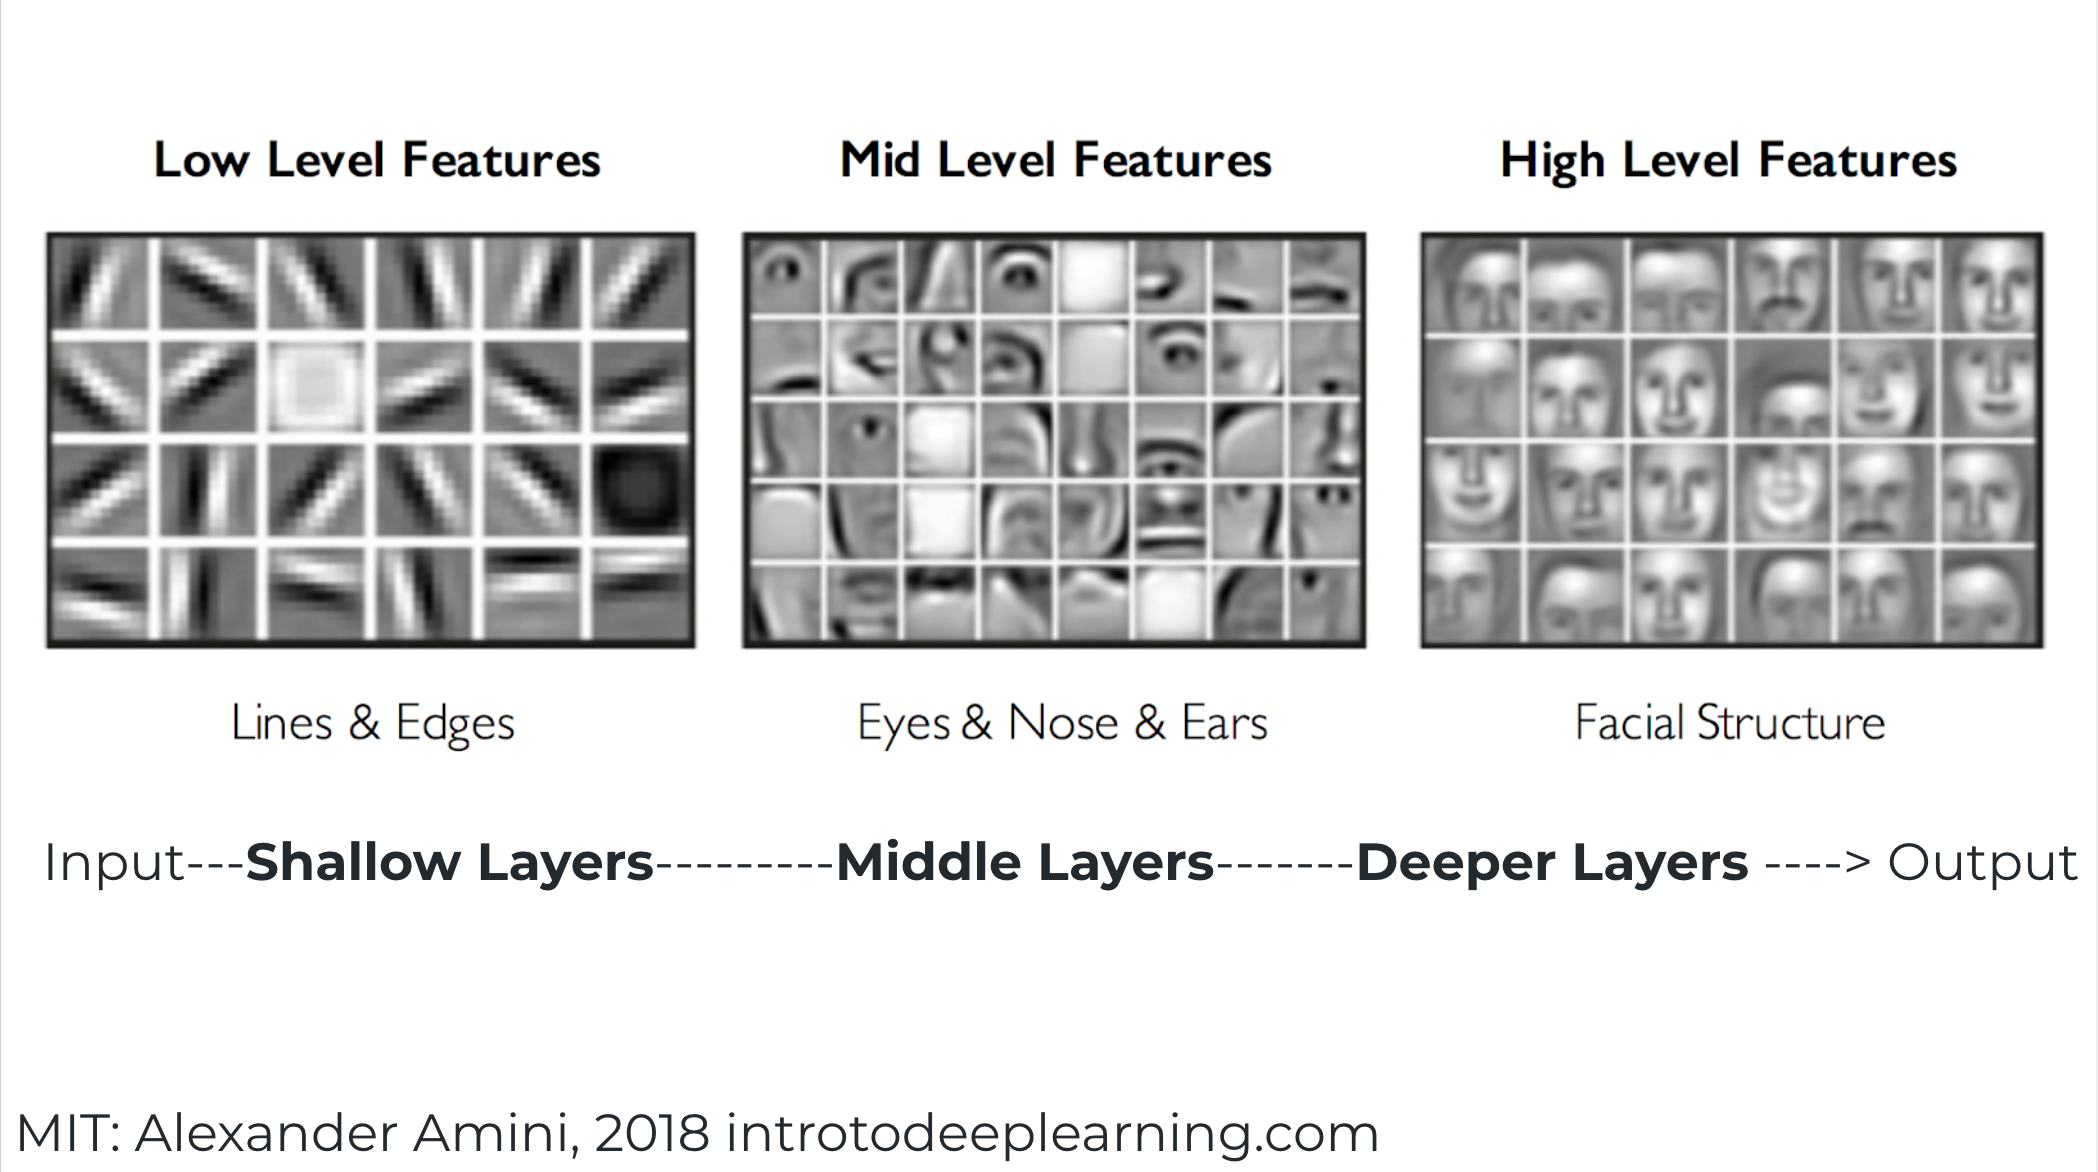 Low Level Features
Mid Level Features
High Level Features
Lines & Edges
Eyes & Nose & Ears
Facial Structure
Input---Shallow Layers---------Middle Layers-------Deeper Layers ----> Output
MIT: Alexander Amini, 2018 introtodeeplearning.com